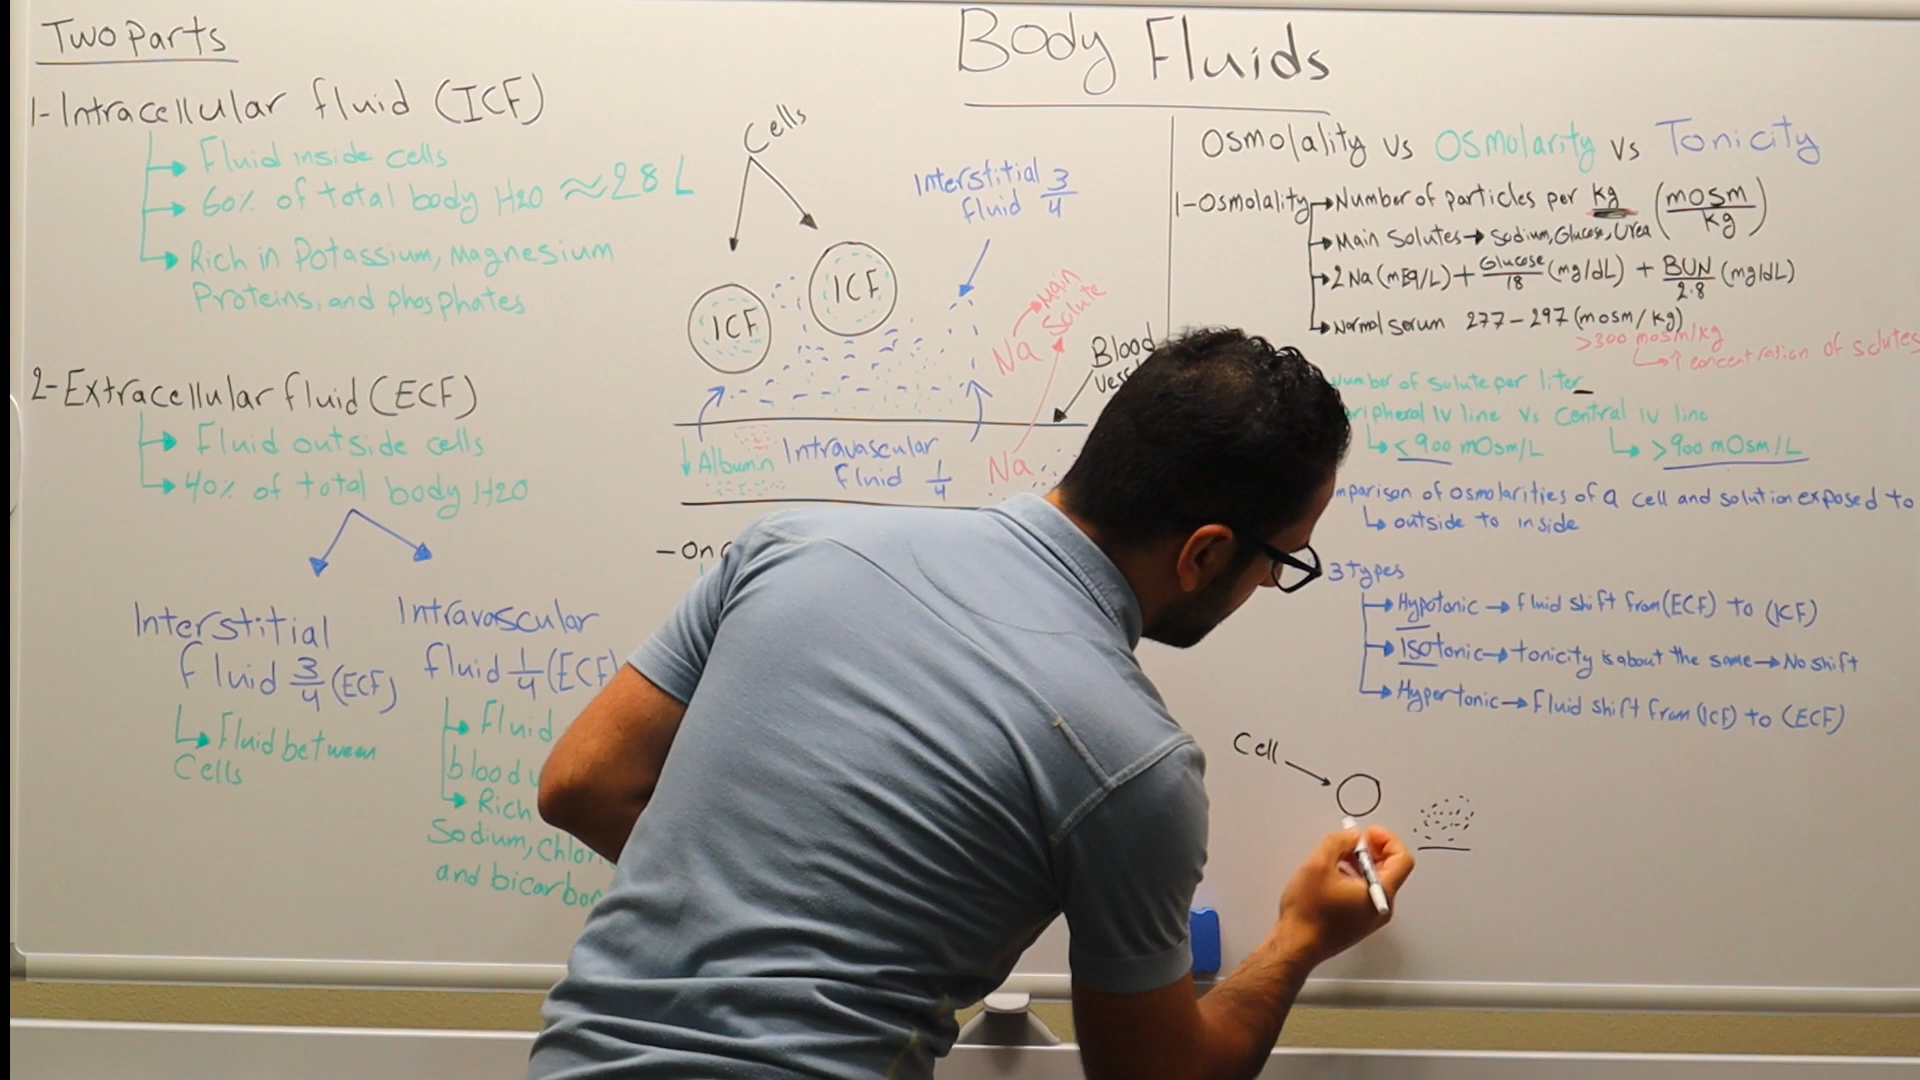 Two parts
1-Intracellular fluid (ICF)
Fluid inside cells
60% of total body H2O ≈28 L
Rich in Potassium, Magnesium
Proteins, and phosphates
2-Extracellular fluid (ECF)
Fluid outside cells
40% of total body H2O
Interstitial
fluid 3/4 (ECF)
Fluid between
Cells
Intravascular
fluid 1/4 (ECF)
Fluid
blood
Rich
Sodium,
and
Body Fluids
Cells
Interstitial
fluid 3/4
ICF
ICF
Na
Main
Solute
Blood
↓ Albumin
Intravascular
fluid 1/4
Na
Osmolality vs Osmolarity vs Tonicity
1-Osmolality
Number of particles per kg (mosm/kg)
Main Solutes → Sodium, Glucose, Urea
2 Na (mEq/L) + Glucose/18 (mg/dL) + BUN/2.8 (mg/dL)
Normal serum 277-297 (mosm/kg)
>300 mosm/kg
↑ concentration of solutes
of solute per liter
IV line vs Central IV line
<900 mOsm/L
>900 mOsm/L
of osmolarities of a cell and solution exposed to
outside to inside
3 types
Hypotonic → fluid shift from (ECF) to (ICF)
Isotonic → tonicity is about the same → No shift
Hypertonic → Fluid shift from (ICF) to (ECF)
Cell